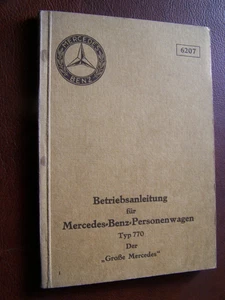 MERCEDES
BENZ
6207
Betriebsanleitung
für
Mercedes-Benz-Personenwagen
Typ 770
Der
„Große Mercedes"